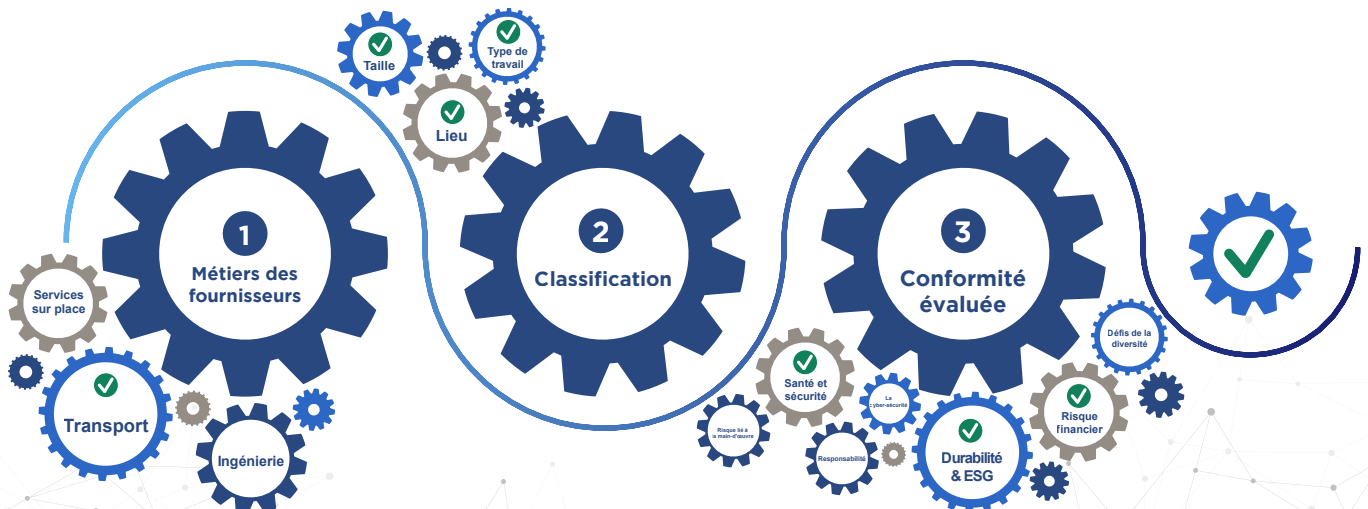 Taille
Type de
travail
Lieu
1
Métiers des
fournisseurs
2
Classification
3
Conformité
évaluée
Services
sur place
Transport
Ingénierie
Défis de la
diversité
Santé et
sécurité
La
cyber-sécurité
Risque lié à
la main-d'œuvre
Responsabilité
Durabilité
& ESG
Risque
financier